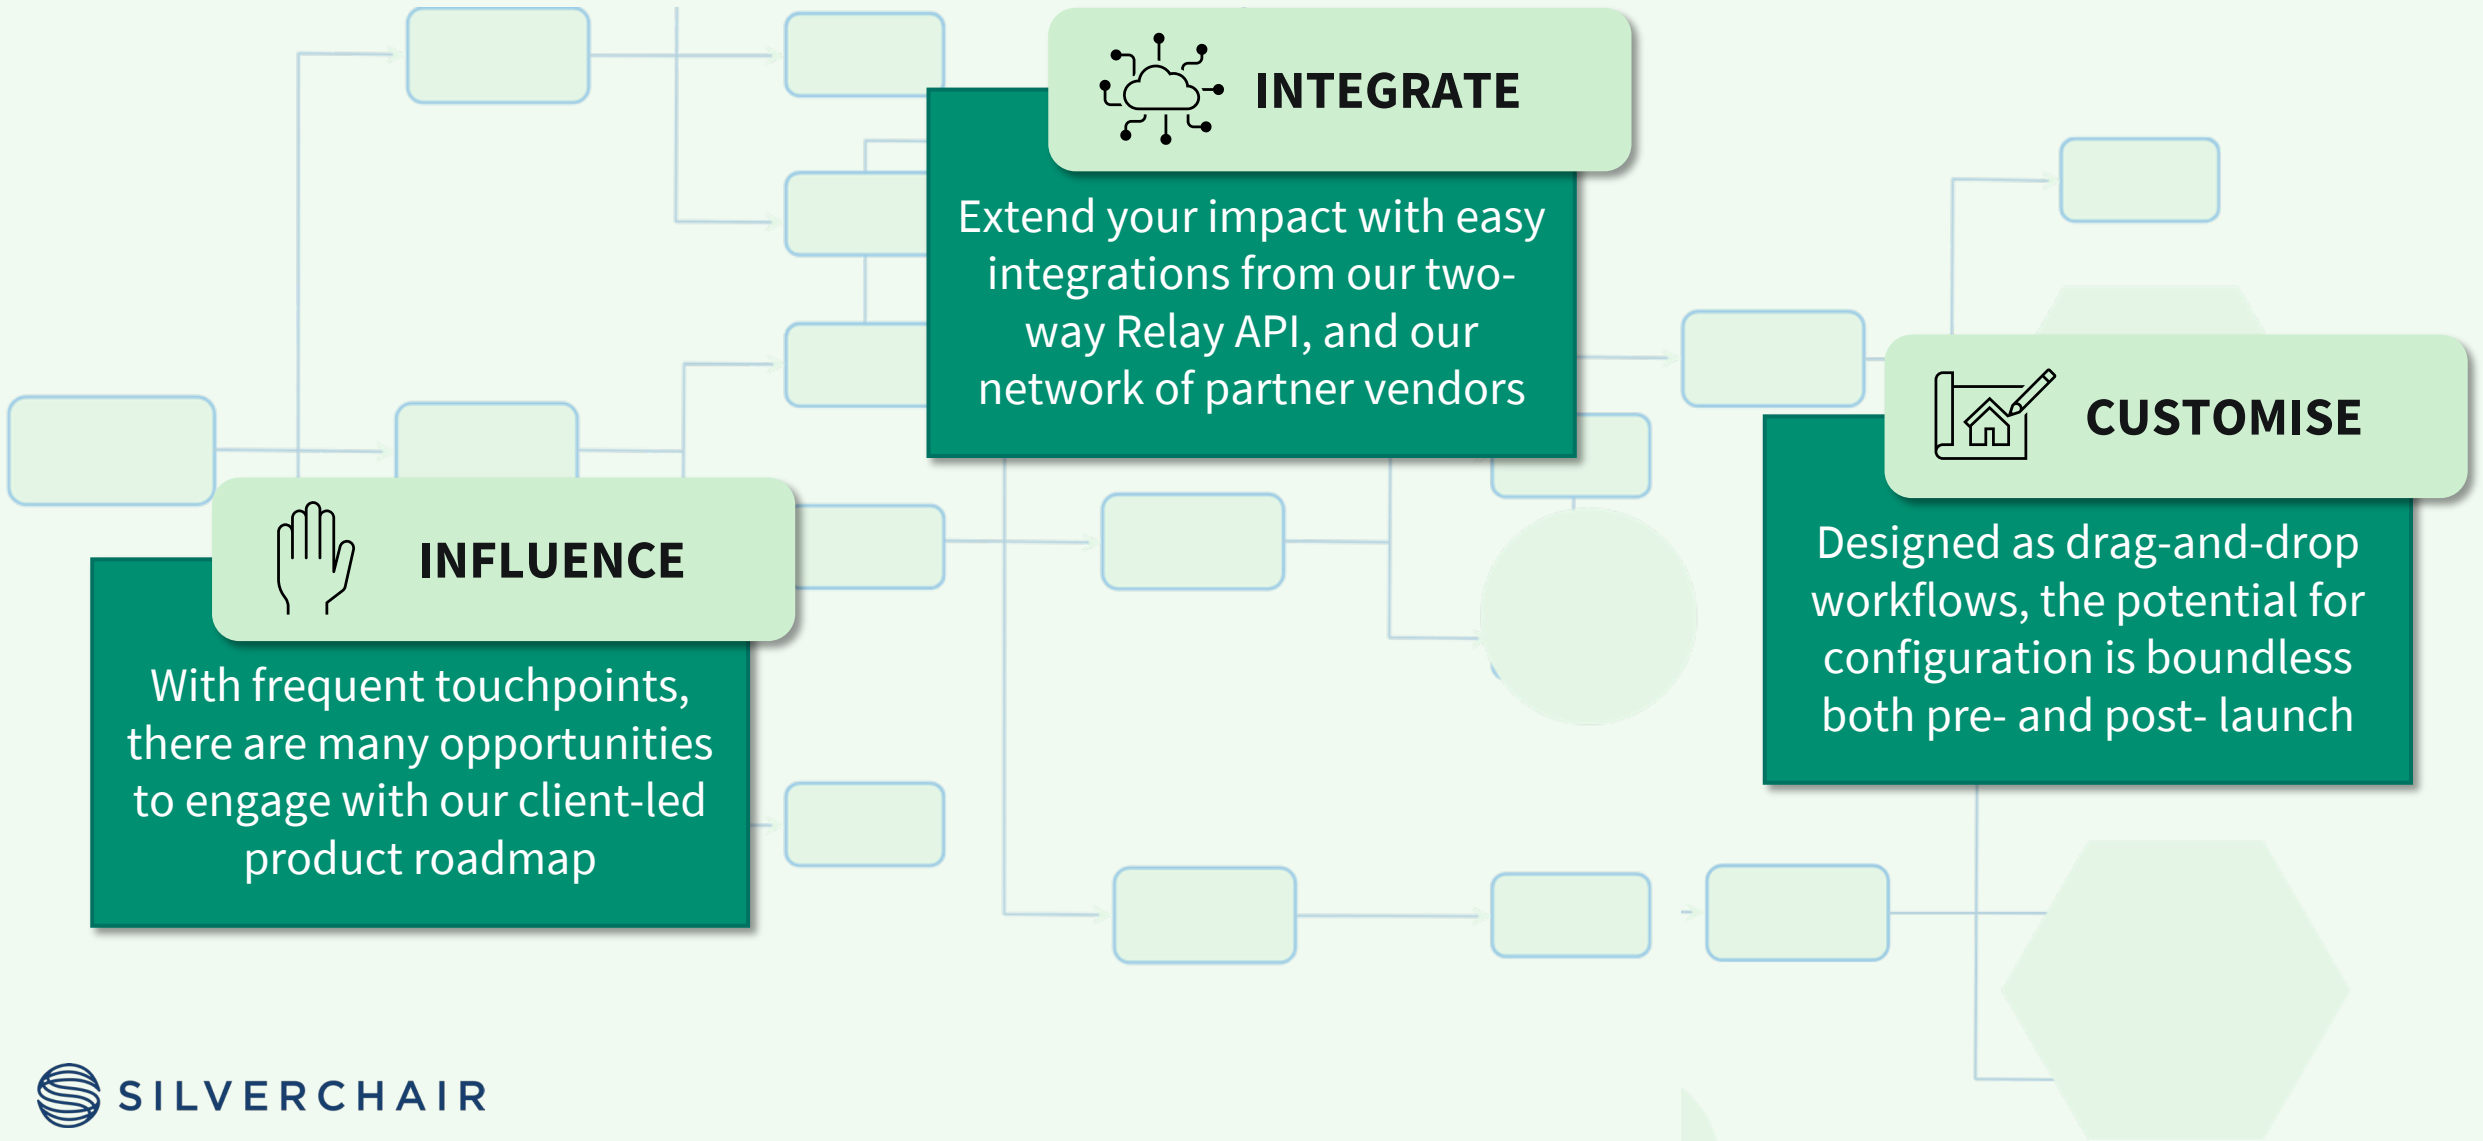 INTEGRATE
Extend your impact with easy
integrations from our two-
way Relay API, and our
network of partner vendors
CUSTOMISE
Designed as drag-and-drop
workflows, the potential for
configuration is boundless
both pre- and post- launch
INFLUENCE
With frequent touchpoints,
there are many opportunities
to engage with our client-led
product roadmap
SILVERCHAIR